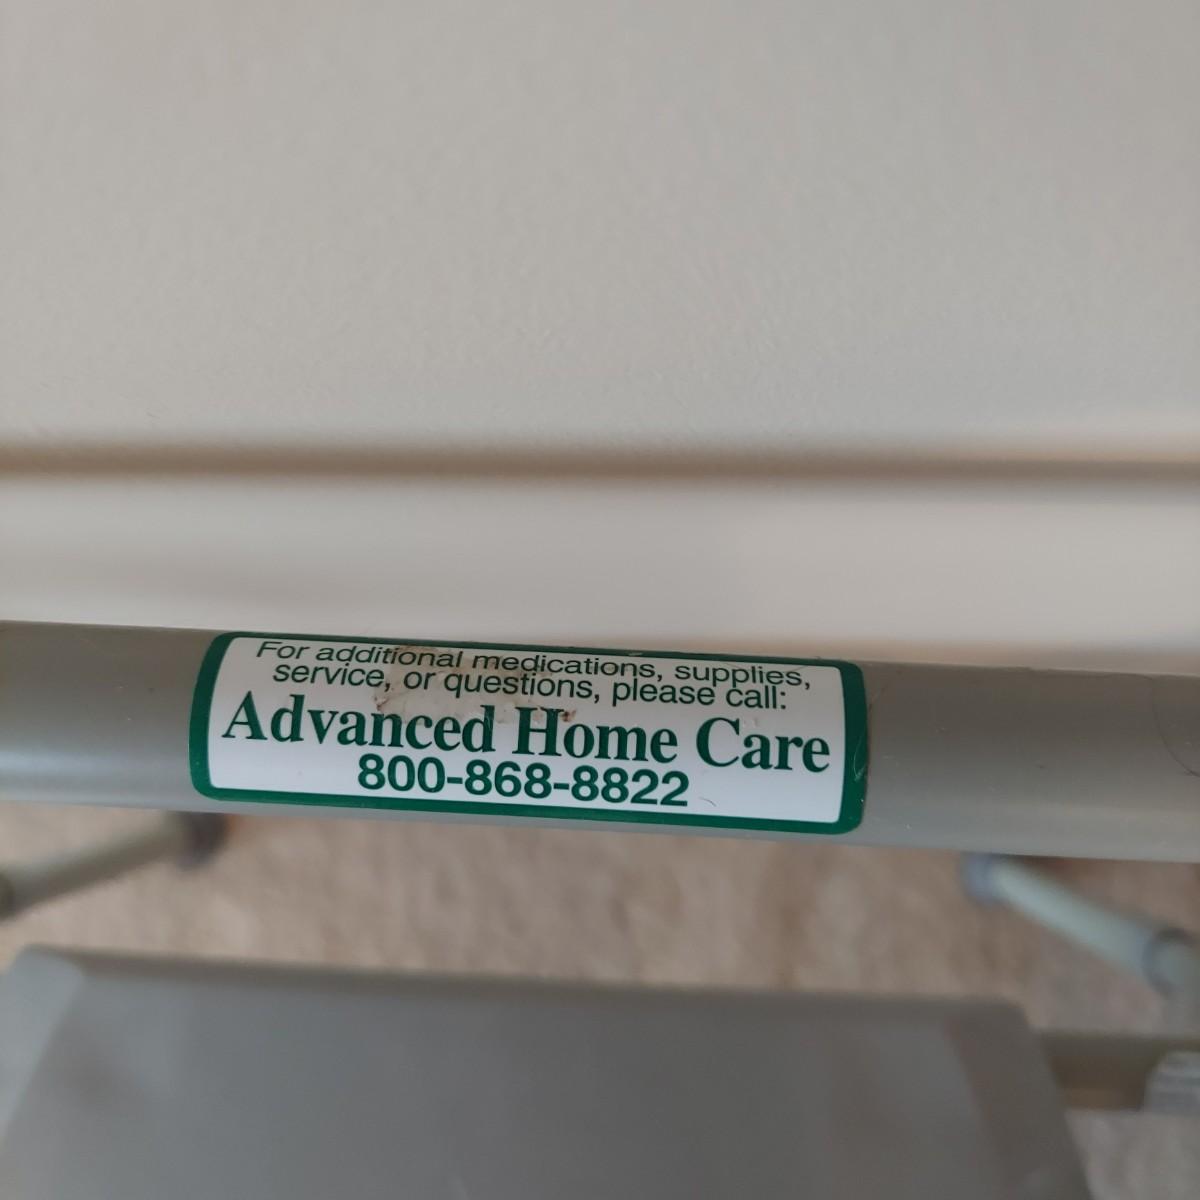 For additional medications, supplies,
service, or questions, please call:
Advanced Home Care
800-868-8822